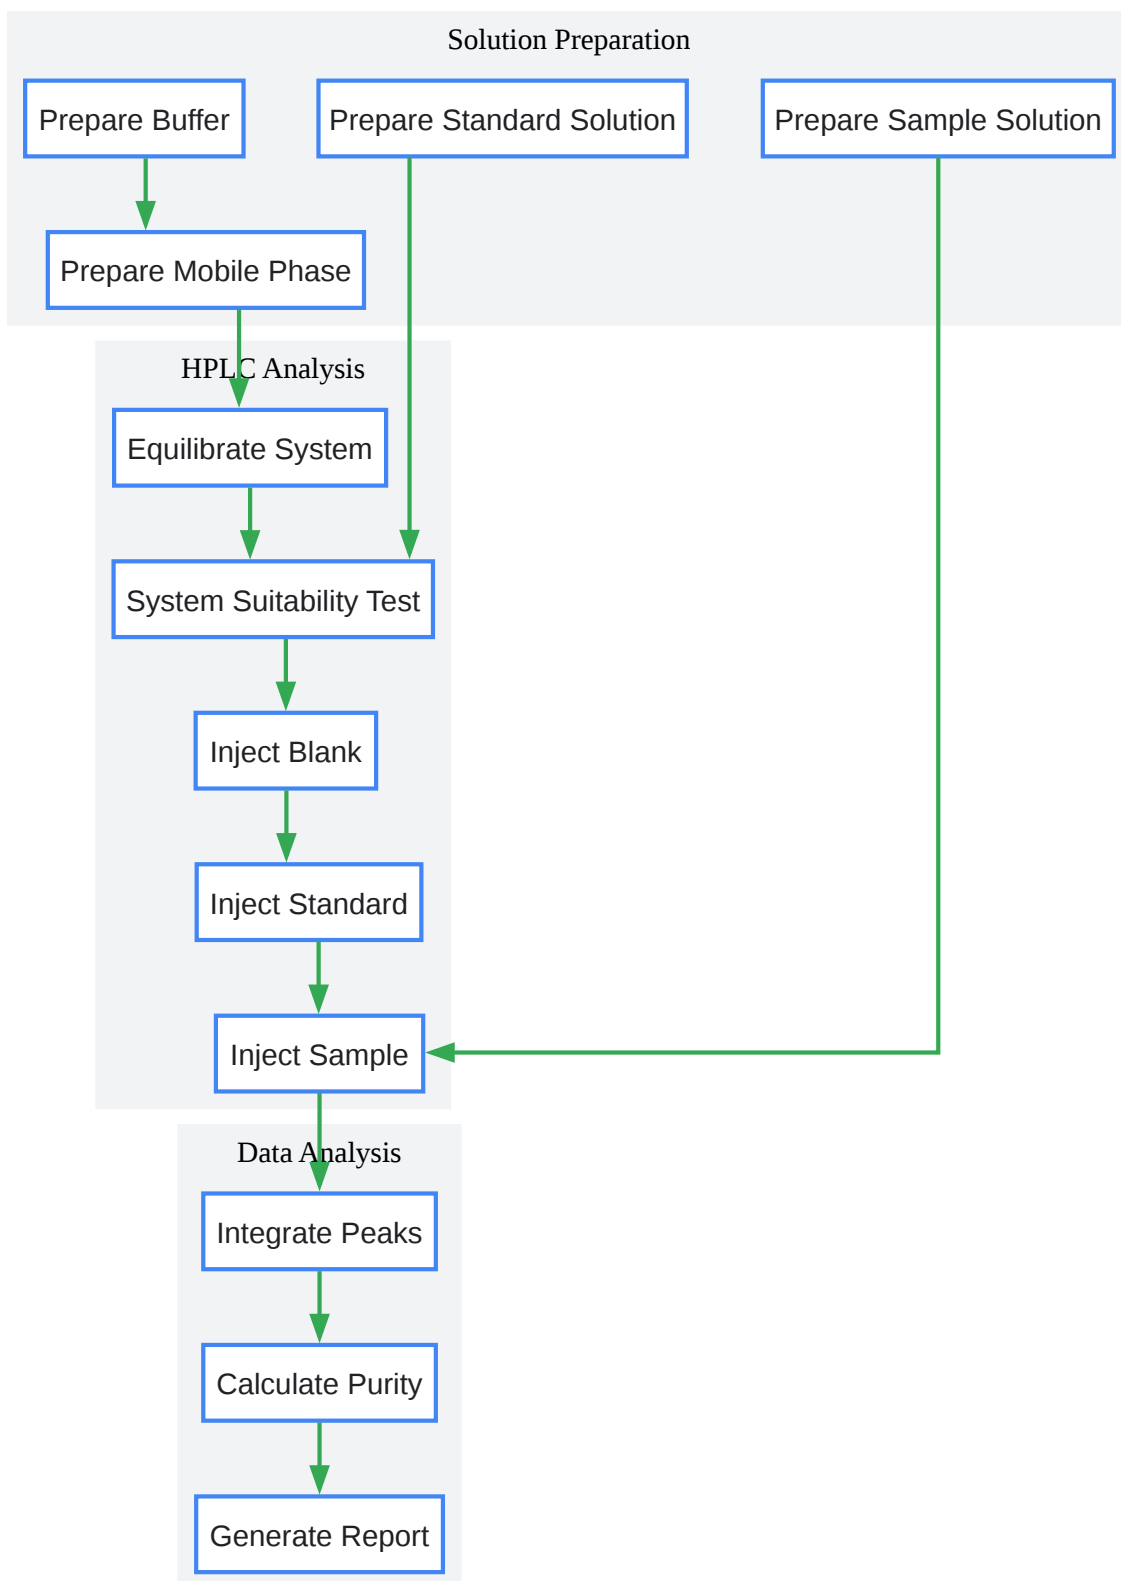 Solution Preparation
Prepare Buffer
Prepare Standard Solution
Prepare Sample Solution
Prepare Mobile Phase
HPLC Analysis
Equilibrate System
System Suitability Test
Inject Blank
Inject Standard
Inject Sample
Data Analysis
Integrate Peaks
Calculate Purity
Generate Report